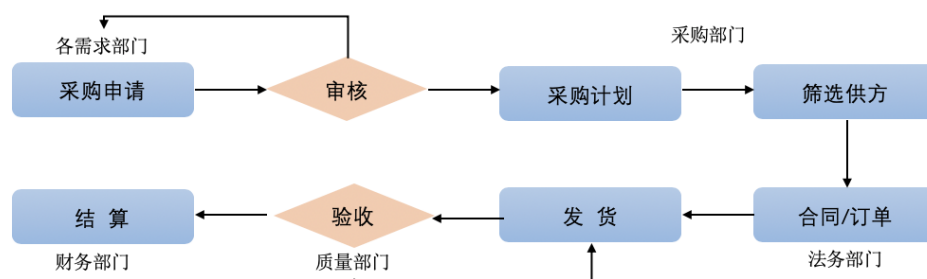 采购部门
各需求部门
采购申请
审核
采购计划
筛选供方
结 算
验收
发 货
合同/订单
财务部门
质量部门
法务部门